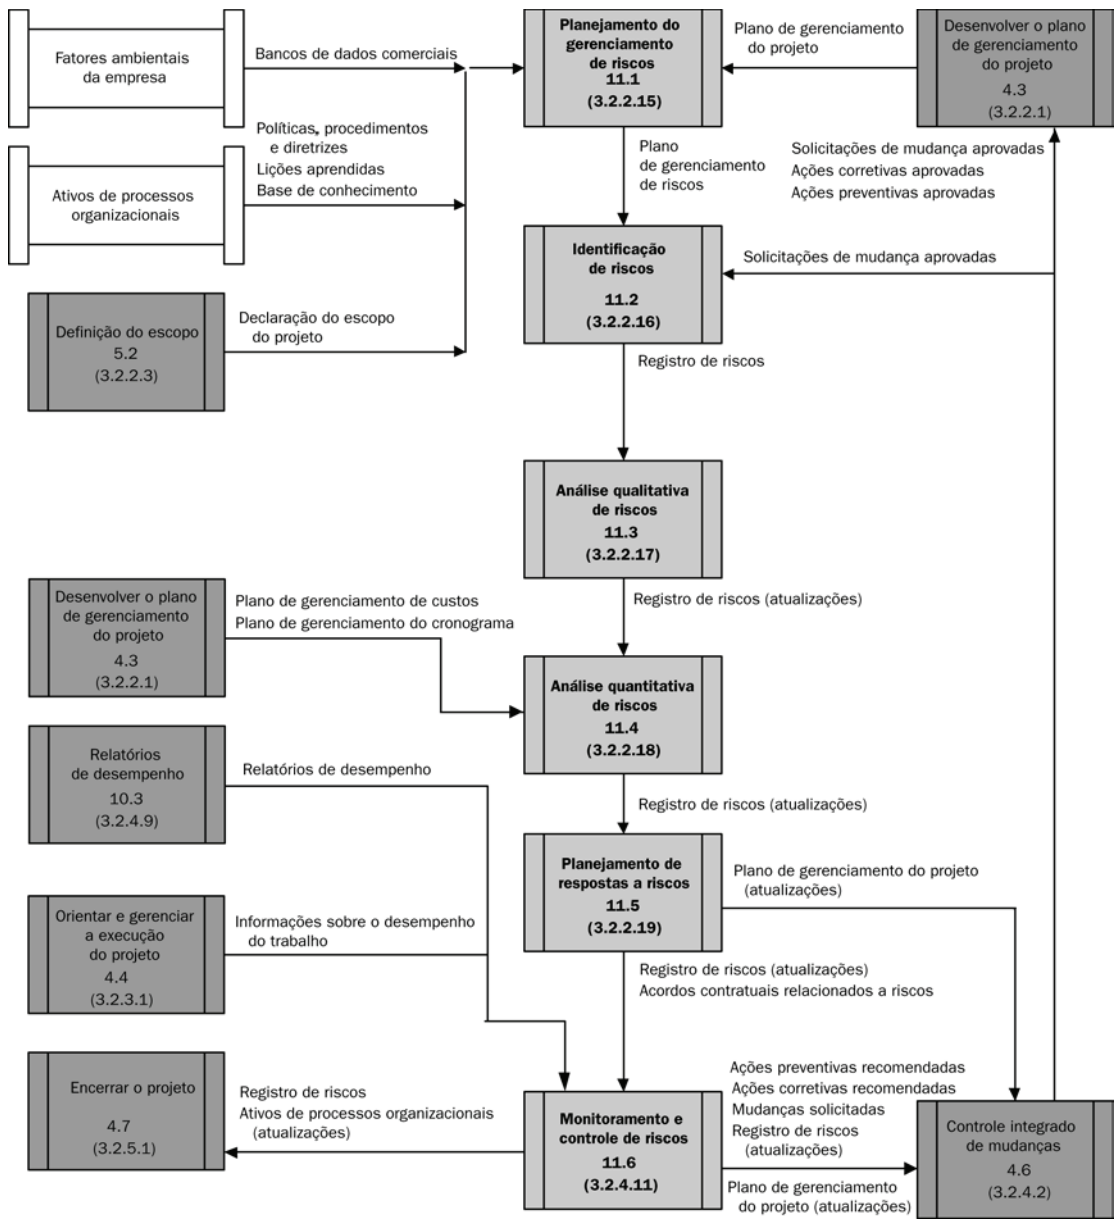 Fatores ambientais
da empresa
Bancos de dados comerciais
Planejamento do
gerenciamento
de riscos
11.1
(3.2.2.15)
Plano de gerenciamento
do projeto
Desenvolver o plano
de gerenciamento
do projeto
4.3
(3.2.2.1)
Políticas, procedimentos
e diretrizes
Lições aprendidas
Base de conhecimento
Ativos de processos
organizacionais
Plano
de gerenciamento
de riscos
Solicitações de mudança aprovadas
Ações corretivas aprovadas
Ações preventivas aprovadas
Identificação
de riscos
11.2
(3.2.2.16)
Solicitações de mudança aprovadas
Definição do escopo
5.2
(3.2.2.3)
Declaração do escopo
do projeto
Registro de riscos
Análise qualitativa
de riscos
11.3
(3.2.2.17)
Desenvolver o plano
de gerenciamento
do projeto
4.3
(3.2.2.1)
Plano de gerenciamento de custos
Plano de gerenciamento do cronograma
Registro de riscos (atualizações)
Análise quantitativa
de riscos
11.4
(3.2.2.18)
Relatórios
de desempenho
10.3
(3.2.4.9)
Relatórios de desempenho
Registro de riscos (atualizações)
Planejamento de
respostas a riscos
11.5
(3.2.2.19)
Plano de gerenciamento do projeto
(atualizações)
Orientar e gerenciar
a execução
do projeto
4.4
(3.2.3.1)
Informações sobre o desempenho
do trabalho
Registro de riscos (atualizações)
Acordos contratuais relacionados a riscos
Encerrar o projeto
4.7
(3.2.5.1)
Registro de riscos
Ativos de processos organizacionais
(atualizações)
Monitoramento e
controle de riscos
11.6
(3.2.4.11)
Ações preventivas recomendadas
Ações corretivas recomendadas
Mudanças solicitadas
Registro de riscos
(atualizações)
Plano de gerenciamento
do projeto (atualizações)
Controle integrado
de mudanças
4.6
(3.2.4.2)